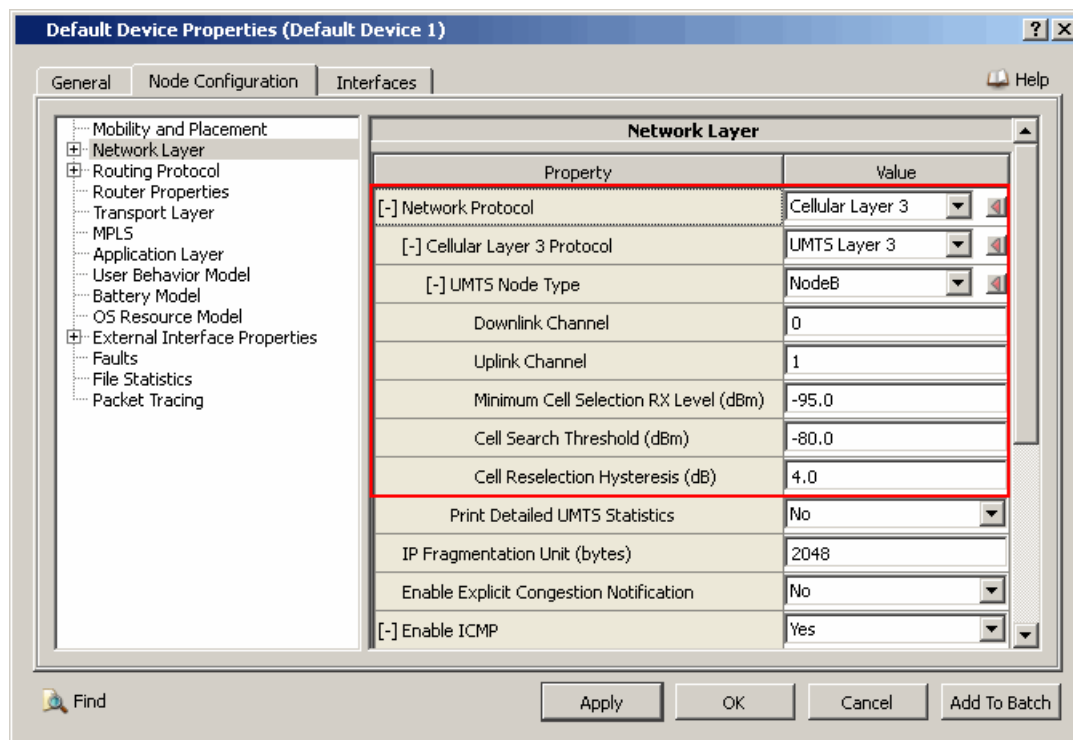 Default Device Properties (Default Device 1)
General Node Configuration Interfaces Help
Mobility and Placement
Network Layer
Routing Protocol
Router Properties
Transport Layer
MPLS
Application Layer
User Behavior Model
Battery Model
OS Resource Model
External Interface Properties
Faults
File Statistics
Packet Tracing
Network Layer
Property Value
[-] Network Protocol Cellular Layer 3
[-] Cellular Layer 3 Protocol UMTS Layer 3
[-] UMTS Node Type NodeB
Downlink Channel 0
Uplink Channel 1
Minimum Cell Selection RX Level (dBm) -95.0
Cell Search Threshold (dBm) -80.0
Cell Reselection Hysteresis (dB) 4.0
Print Detailed UMTS Statistics No
IP Fragmentation Unit (bytes) 2048
Enable Explicit Congestion Notification No
[-] Enable ICMP Yes
Find Apply OK Cancel Add To Batch